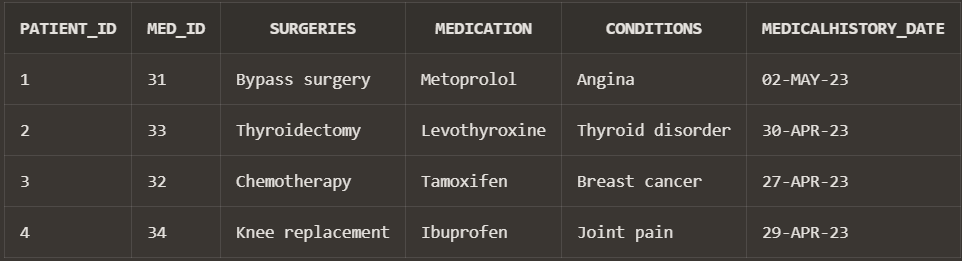 PATIENT_ID MED_ID SURGERIES MEDICATION CONDITIONS MEDICALHISTORY_DATE
1 31 Bypass surgery Metoprolol Angina 02-MAY-23
2 33 Thyroidectomy Levothyroxine Thyroid disorder 30-APR-23
3 32 Chemotherapy Tamoxifen Breast cancer 27-APR-23
4 34 Knee replacement Ibuprofen Joint pain 29-APR-23